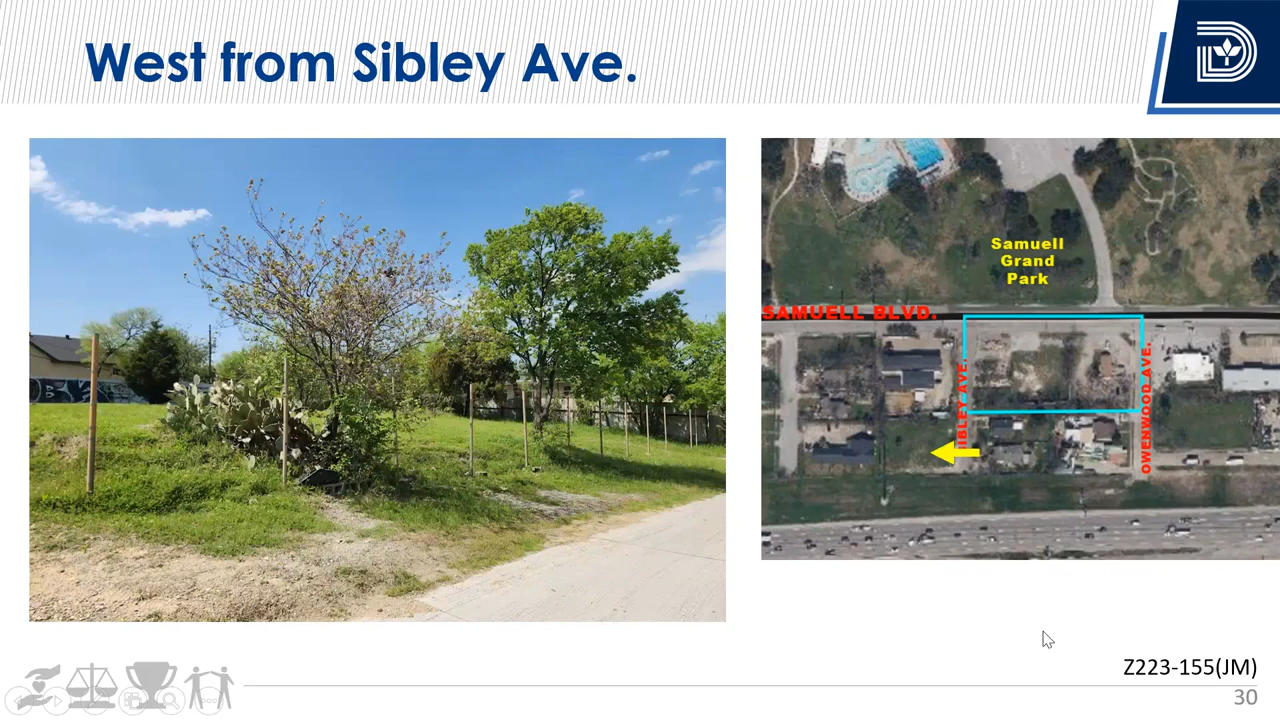 West from Sibley Ave.
Samuell
Grand
Park
SAMUELL BLVD.
SIBLEY AVE.
OWENWOOD AVE.
Z223-155(JM)
30